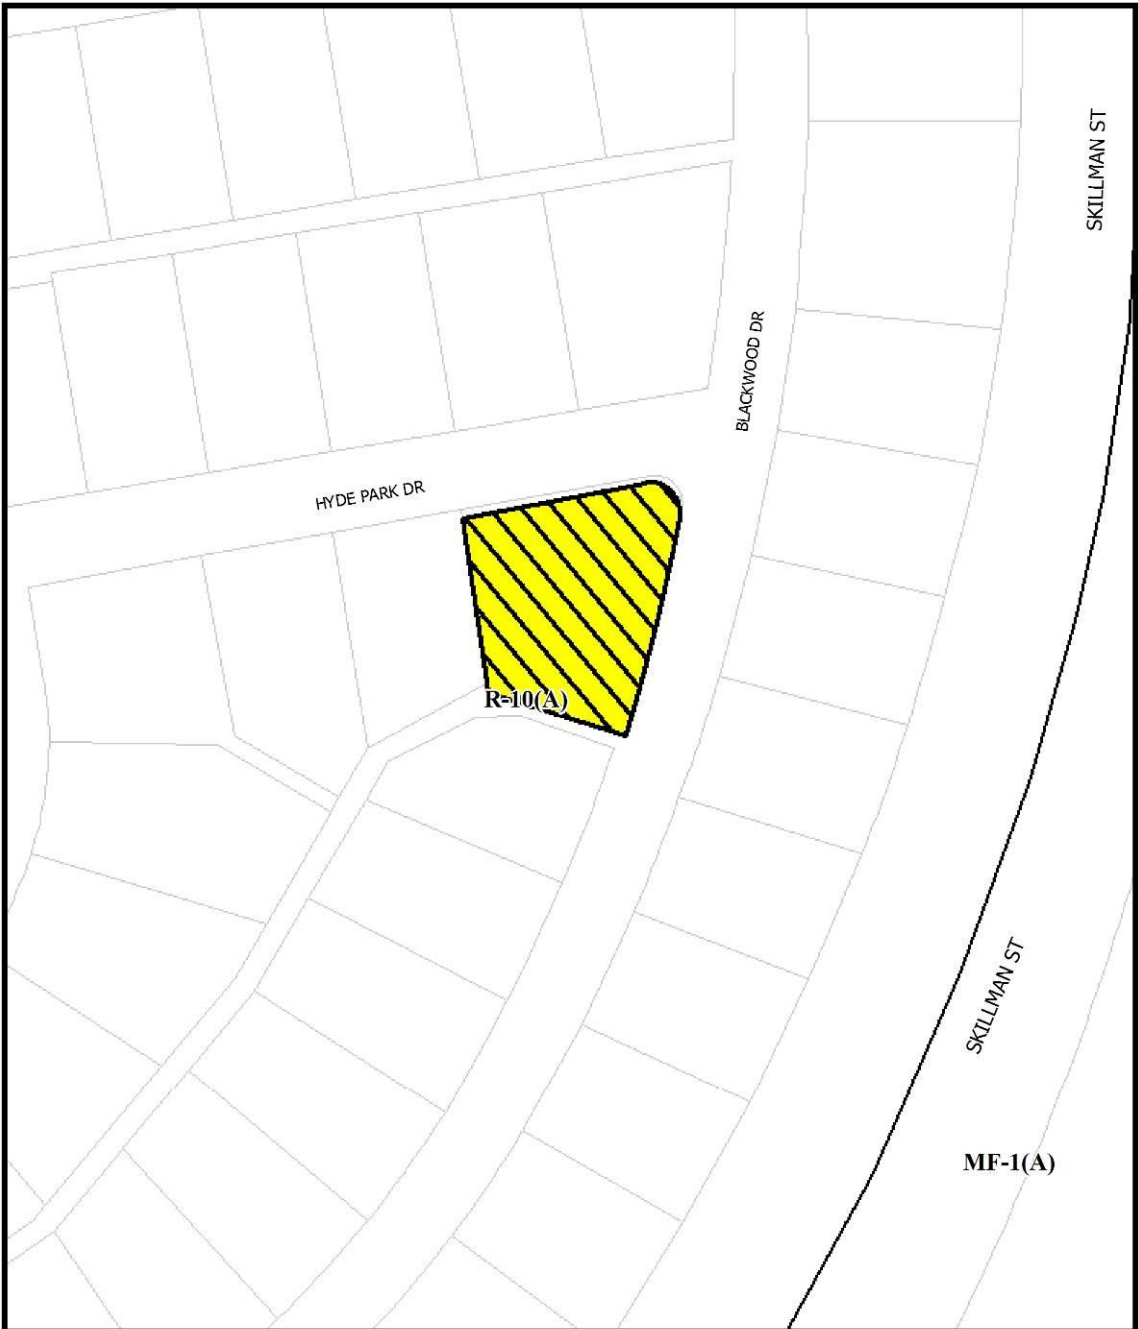 SKILLMAN ST
BLACKWOOD DR
HYDE PARK DR
R-10(A)
SKILLMAN ST
MF-1(A)